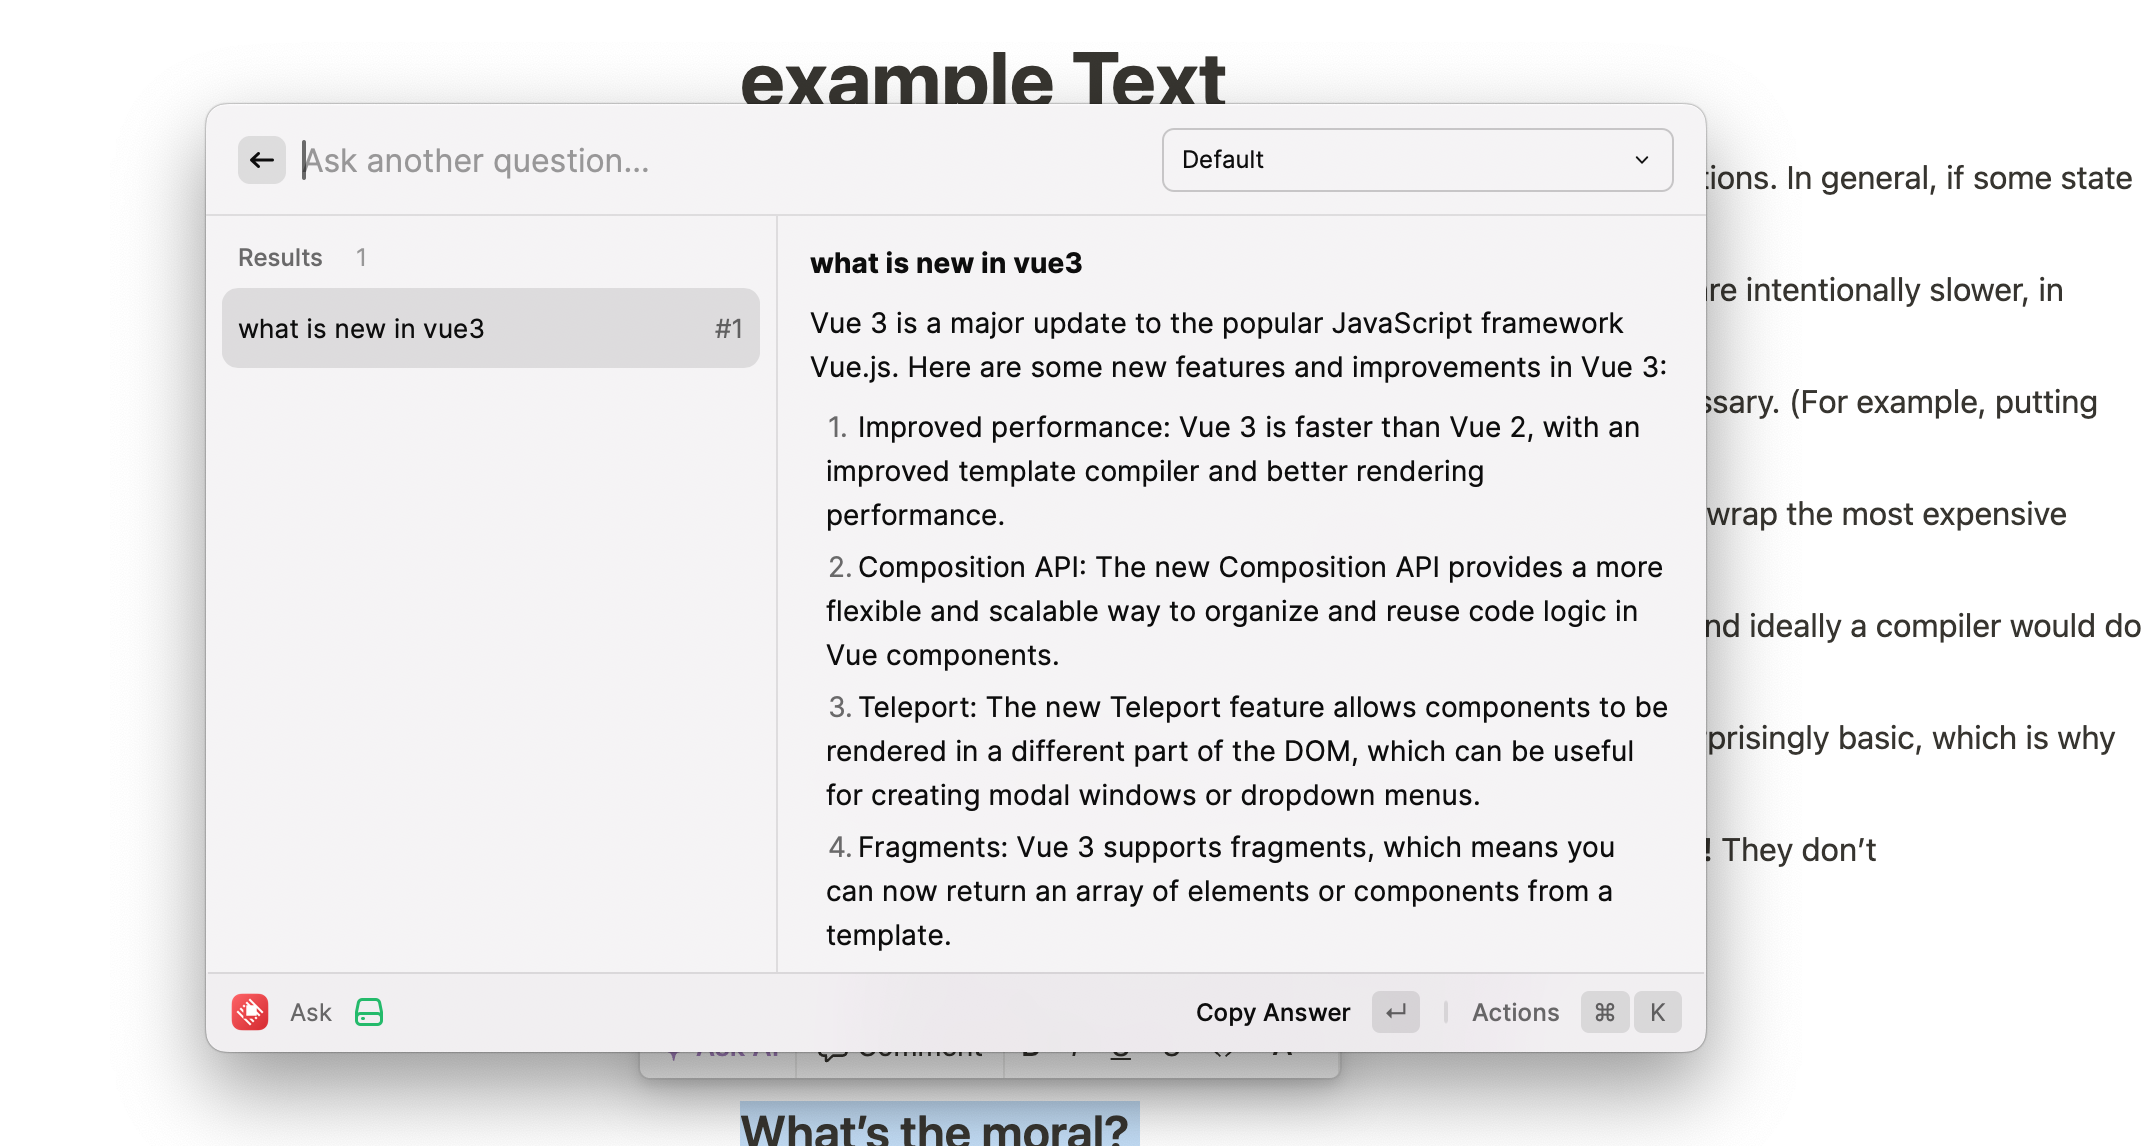 example Text
Ask another question...
Default
tions. In general, if some state
Results 1
what is new in vue3 #1
what is new in vue3
Vue 3 is a major update to the popular JavaScript framework
Vue.js. Here are some new features and improvements in Vue 3:
1. Improved performance: Vue 3 is faster than Vue 2, with an
improved template compiler and better rendering
performance.
2. Composition API: The new Composition API provides a more
flexible and scalable way to organize and reuse code logic in
Vue components.
3. Teleport: The new Teleport feature allows components to be
rendered in a different part of the DOM, which can be useful
for creating modal windows or dropdown menus.
4. Fragments: Vue 3 supports fragments, which means you
can now return an array of elements or components from a
template.
re intentionally slower, in
ssary. (For example, putting
wrap the most expensive
nd ideally a compiler would do
prisingly basic, which is why
! They don’t
Ask
Copy Answer ↵ Actions ⌘ K
Ask AI Comment B I U S <> A
What’s the moral?